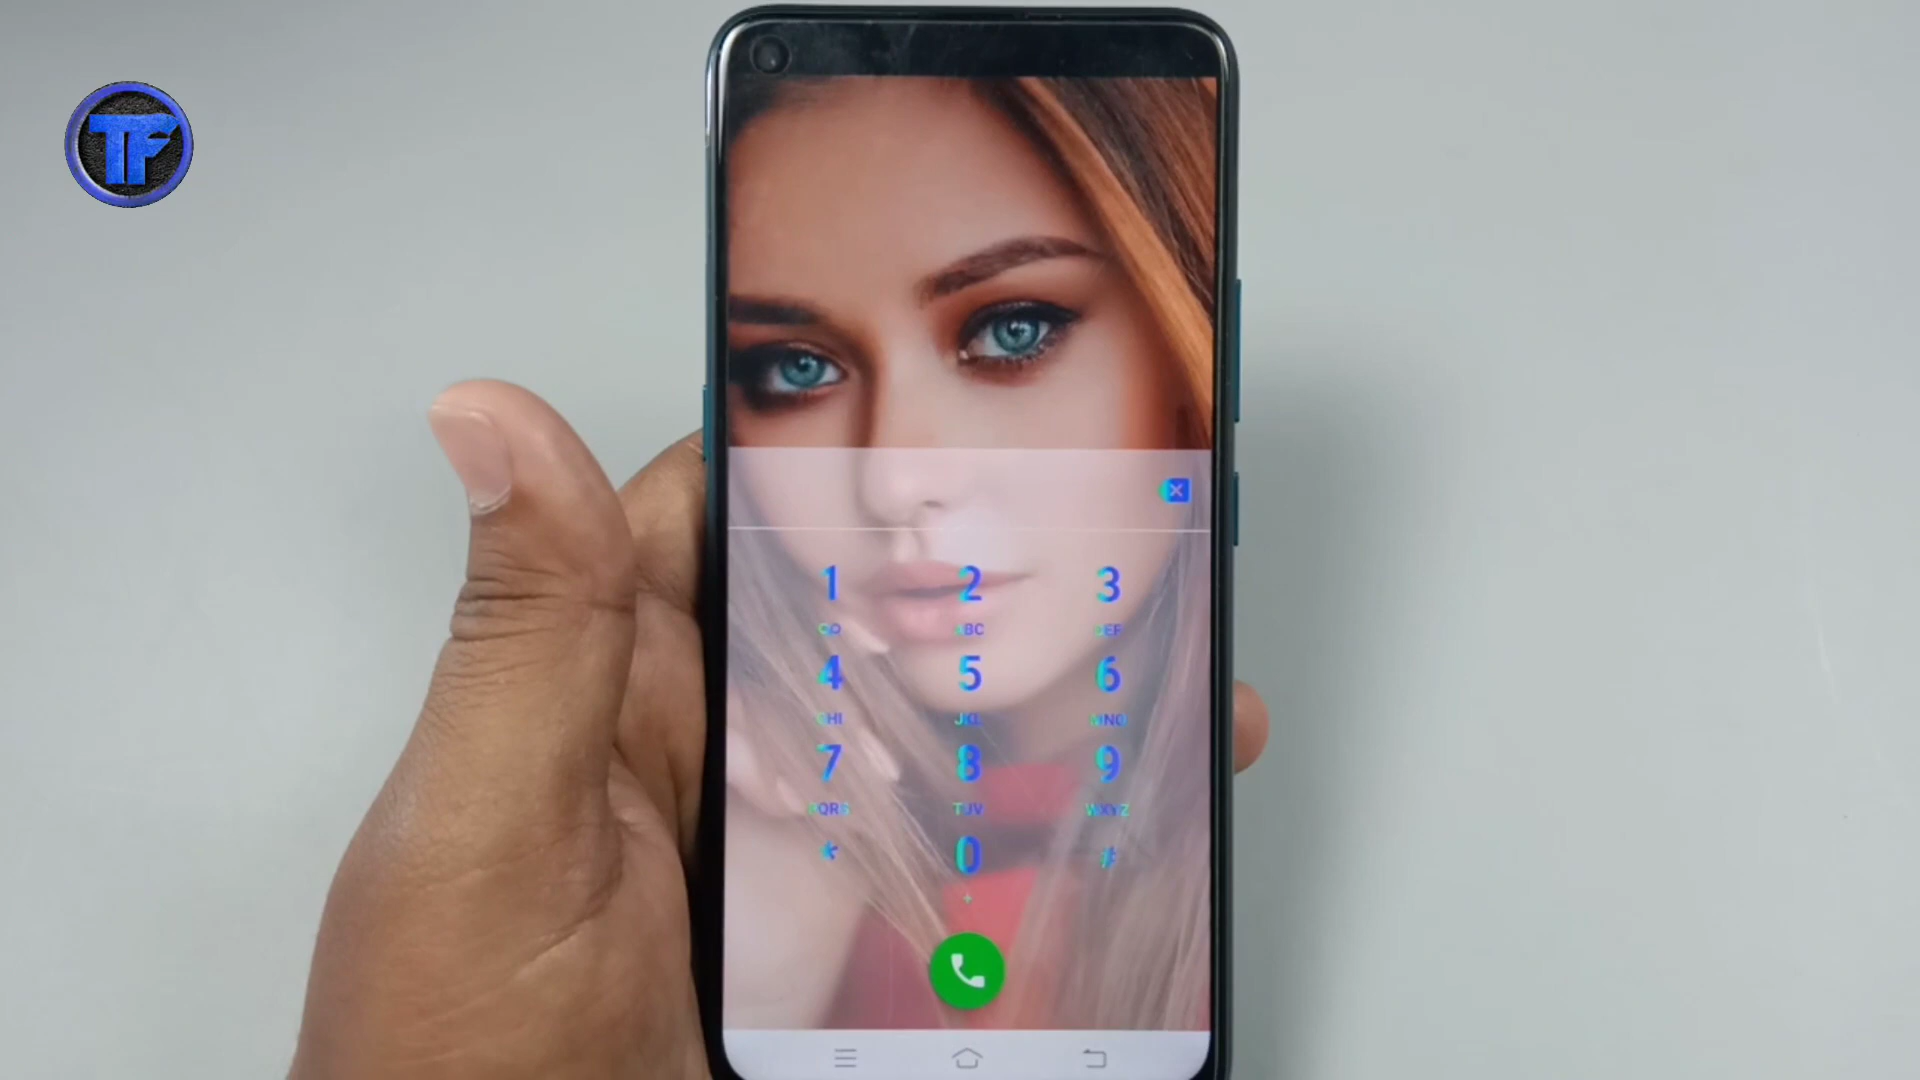 TF
1 2 3
ABC DEF
4 5 6
GHI JKL MNO
7 8 9
PQRS TUV WXYZ
* 0 #
+